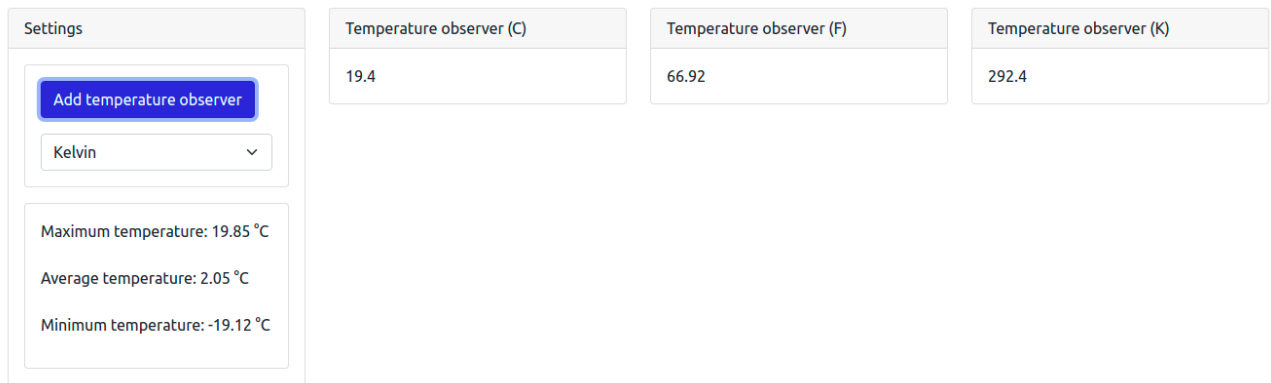 Settings
Add temperature observer
Kelvin
Maximum temperature: 19.85 °C
Average temperature: 2.05 °C
Minimum temperature: -19.12 °C
Temperature observer (C)
19.4
Temperature observer (F)
66.92
Temperature observer (K)
292.4